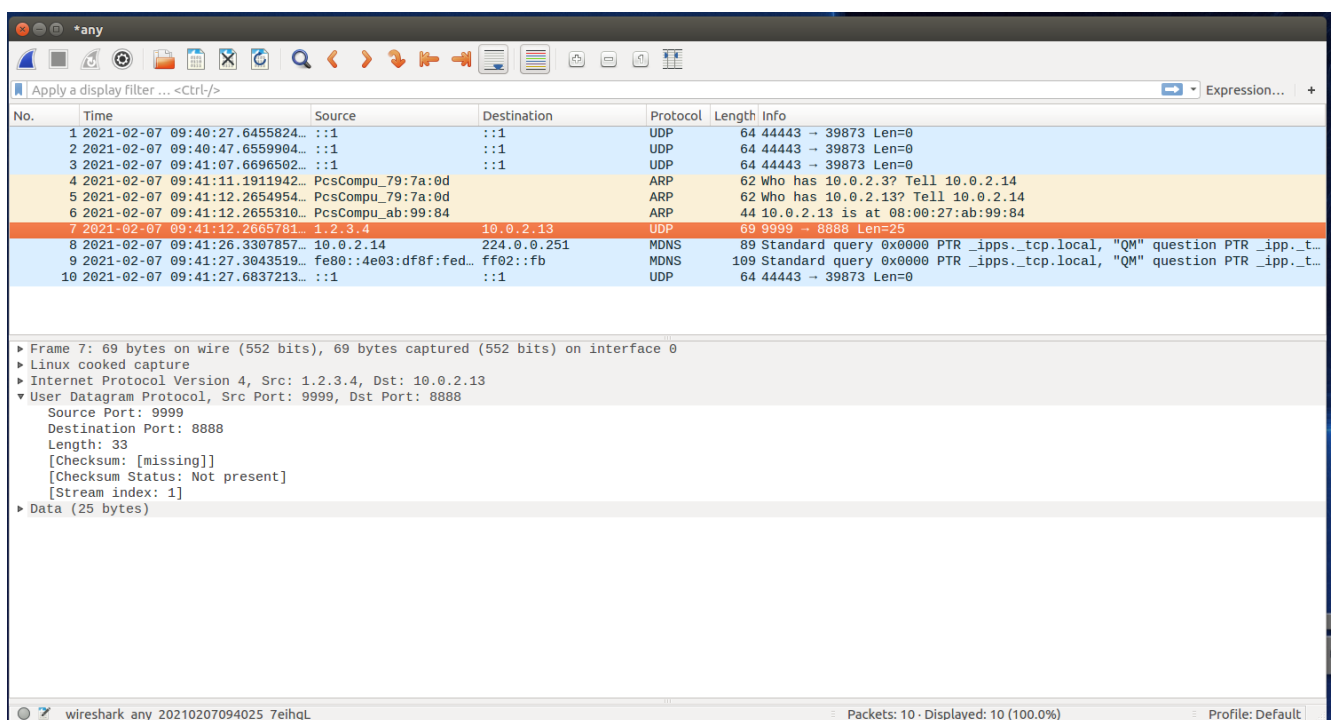 *any
Apply a display filter ... <Ctrl-/> Expression... +
No. Time Source Destination Protocol Length Info
1 2021-02-07 09:40:27.6455824… ::1 ::1 UDP 64 44443 → 39873 Len=0
2 2021-02-07 09:40:47.6559904… ::1 ::1 UDP 64 44443 → 39873 Len=0
3 2021-02-07 09:41:07.6696502… ::1 ::1 UDP 64 44443 → 39873 Len=0
4 2021-02-07 09:41:11.1911942… PcsCompu_79:7a:0d ARP 62 Who has 10.0.2.3? Tell 10.0.2.14
5 2021-02-07 09:41:12.2654954… PcsCompu_79:7a:0d ARP 62 Who has 10.0.2.13? Tell 10.0.2.14
6 2021-02-07 09:41:12.2655310… PcsCompu_ab:99:84 ARP 44 10.0.2.13 is at 08:00:27:ab:99:84
7 2021-02-07 09:41:12.2665781… 1.2.3.4 10.0.2.13 UDP 69 9999 → 8888 Len=25
8 2021-02-07 09:41:26.3307857… 10.0.2.14 224.0.0.251 MDNS 89 Standard query 0x0000 PTR _ipps._tcp.local, "QM" question PTR _ipp._t…
9 2021-02-07 09:41:27.3043519… fe80::4e03:df8f:fed… ff02::fb MDNS 109 Standard query 0x0000 PTR _ipps._tcp.local, "QM" question PTR _ipp._t…
10 2021-02-07 09:41:27.6837213… ::1 ::1 UDP 64 44443 → 39873 Len=0
Frame 7: 69 bytes on wire (552 bits), 69 bytes captured (552 bits) on interface 0
Linux cooked capture
Internet Protocol Version 4, Src: 1.2.3.4, Dst: 10.0.2.13
User Datagram Protocol, Src Port: 9999, Dst Port: 8888
Source Port: 9999
Destination Port: 8888
Length: 33
[Checksum: [missing]]
[Checksum Status: Not present]
[Stream index: 1]
Data (25 bytes)
wireshark_any_20210207094025_7eihqL Packets: 10 · Displayed: 10 (100.0%) Profile: Default